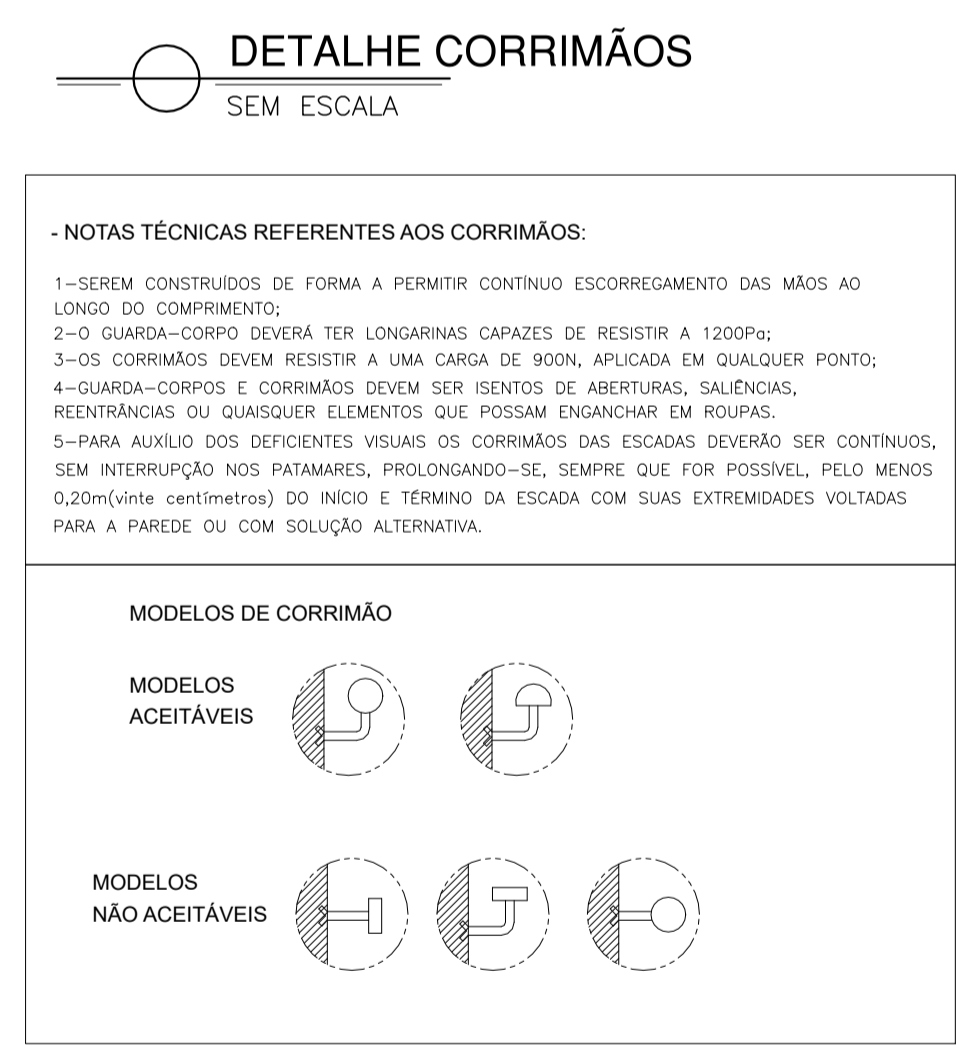 DETALHE CORRIMÃOS
SEM ESCALA
- NOTAS TÉCNICAS REFERENTES AOS CORRIMÃOS:
1-SEREM CONSTRUÍDOS DE FORMA A PERMITIR CONTÍNUO ESCORREGAMENTO DAS MÃOS AO
LONGO DO COMPRIMENTO;
2-O GUARDA-CORPO DEVERÁ TER LONGARINAS CAPAZES DE RESISTIR A 1200Pa;
3-OS CORRIMÃOS DEVEM RESISTIR A UMA CARGA DE 900N, APLICADA EM QUALQUER PONTO;
4-GUARDA-CORPOS E CORRIMÃOS DEVEM SER ISENTOS DE ABERTURAS, SALIÊNCIAS,
REENTRÂNCIAS OU QUAISQUER ELEMENTOS QUE POSSAM ENGANCHAR EM ROUPAS.
5-PARA AUXÍLIO DOS DEFICIENTES VISUAIS OS CORRIMÃOS DAS ESCADAS DEVERÃO SER CONTÍNUOS,
SEM INTERRUPÇÃO NOS PATAMARES, PROLONGANDO-SE, SEMPRE QUE FOR POSSÍVEL, PELO MENOS
0,20m(vinte centímetros) DO INÍCIO E TÉRMINO DA ESCADA COM SUAS EXTREMIDADES VOLTADAS
PARA A PAREDE OU COM SOLUÇÃO ALTERNATIVA.
MODELOS DE CORRIMÃO
MODELOS
ACEITÁVEIS
MODELOS
NÃO ACEITÁVEIS